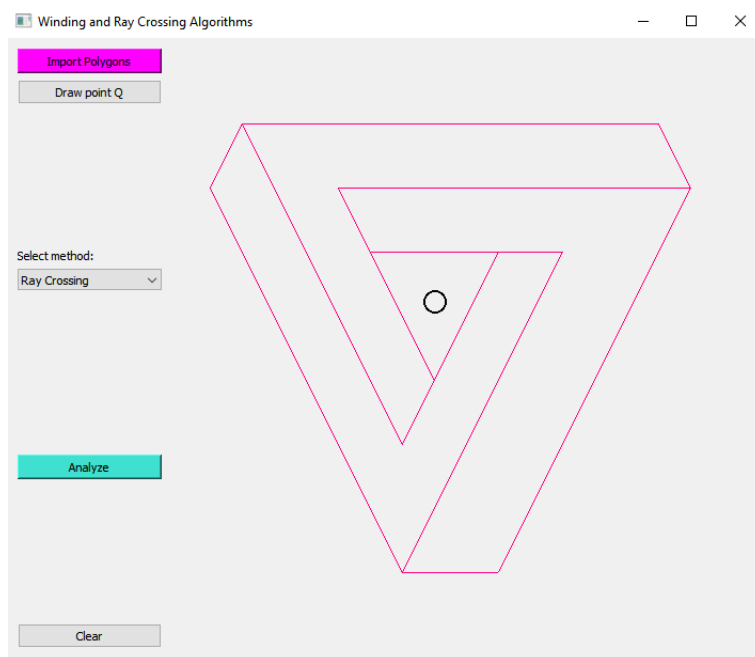 Winding and Ray Crossing Algorithms
Import Polygons
Draw point Q
Select method:
Ray Crossing
Analyze
Clear